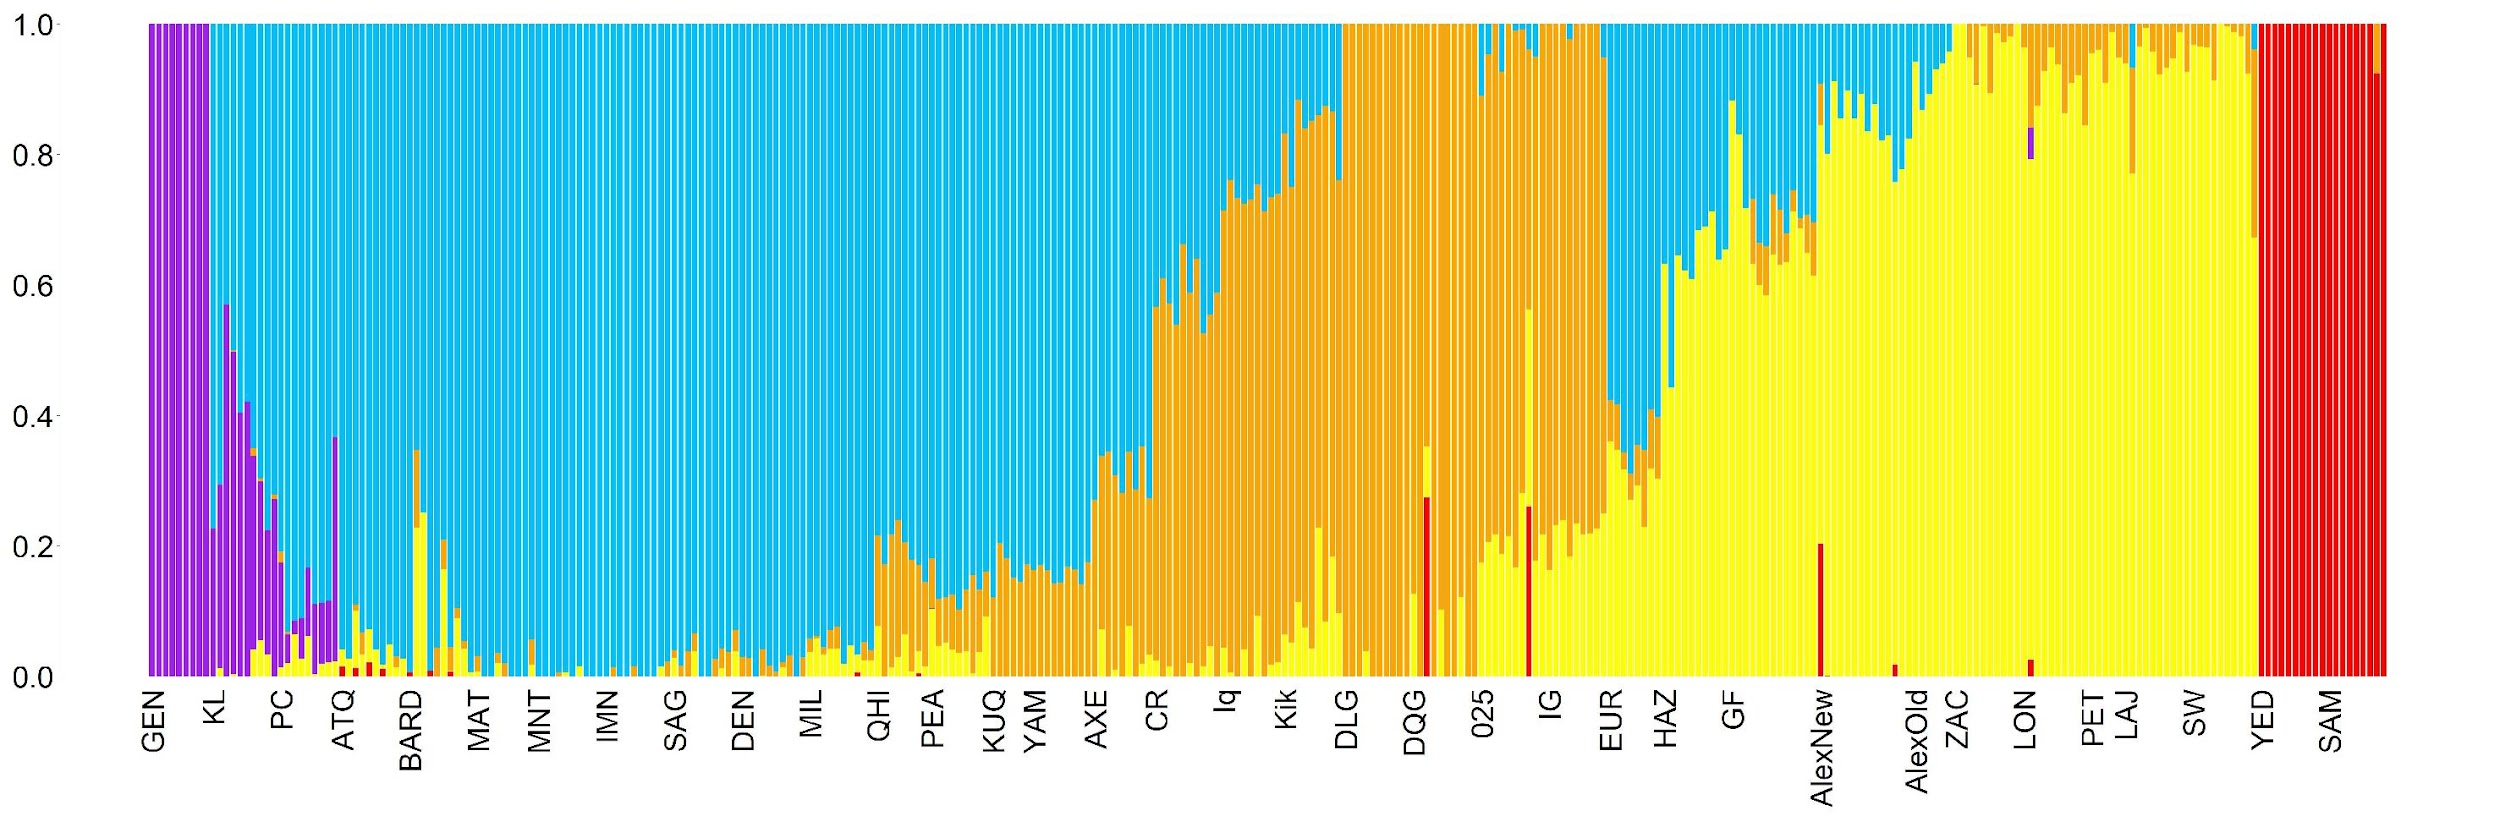 1.0
0.8
0.6
0.4
0.2
0.0
GEN
KL
PC
ATQ
BARD
MAT
MNT
IMN
SAG
DEN
MIL
QHI
PEA
KUQ
YAM
AXE
CR
Iq
Kik
DLG
DQG
025
IG
EUR
HAZ
GF
AlexNew
AlexOld
ZAC
LON
PET
LAJ
SW
YED
SAM